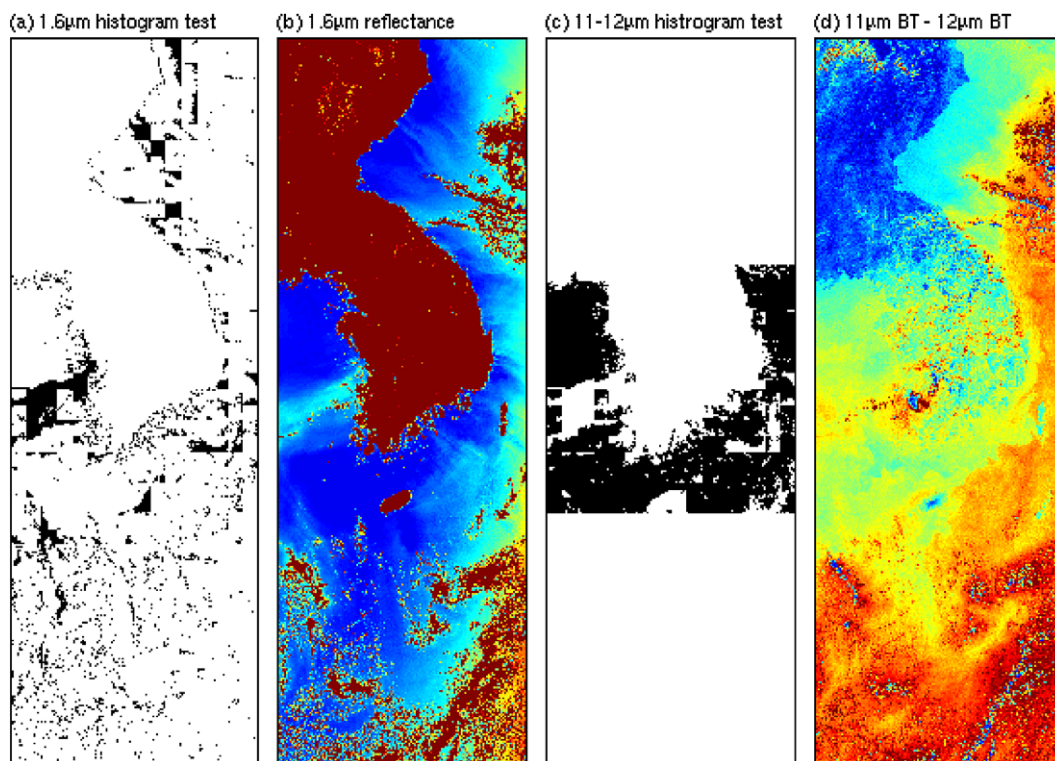 (a) 1.6µm histogram test
(b) 1.6µm reflectance
(c) 11-12µm histrogram test
(d) 11µm BT - 12µm BT